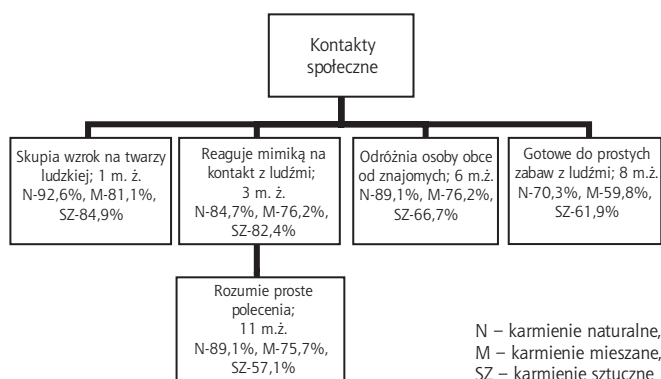 Kontakty
społeczne
Skupia wzrok na twarzy
ludzkiej; 1 m. ż.
N-92,6%, M-81,1%,
SZ-84,9%
Reaguje mimiką na
kontakt z ludźmi;
3 m. ż.
N-84,7%, M-76,2%,
SZ-82,4%
Odróżnia osoby obce
od znajomych; 6 m.ż.
N-89,1%, M-76,2%,
SZ-66,7%
Gotowe do prostych
zabaw z ludźmi; 8 m.ż.
N-70,3%, M-59,8%,
SZ-61,9%
Rozumie proste
polecenia;
11 m.ż.
N-89,1%, M-75,7%,
SZ-57,1%
N – karmienie naturalne,
M – karmienie mieszane,
SZ – karmienie sztuczne